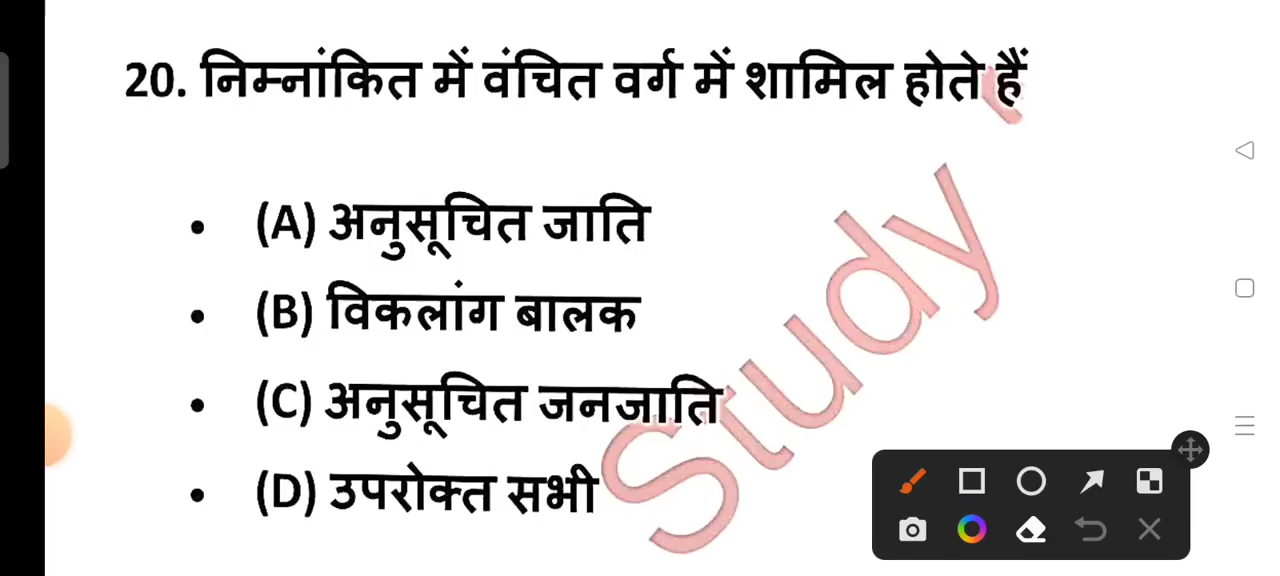 20. निम्नांकित में वंचित वर्ग में शामिल होते हैं
• (A) अनुसूचित जाति
• (B) विकलांग बालक
• (C) अनुसूचित जनजाति
• (D) उपरोक्त सभी
Study